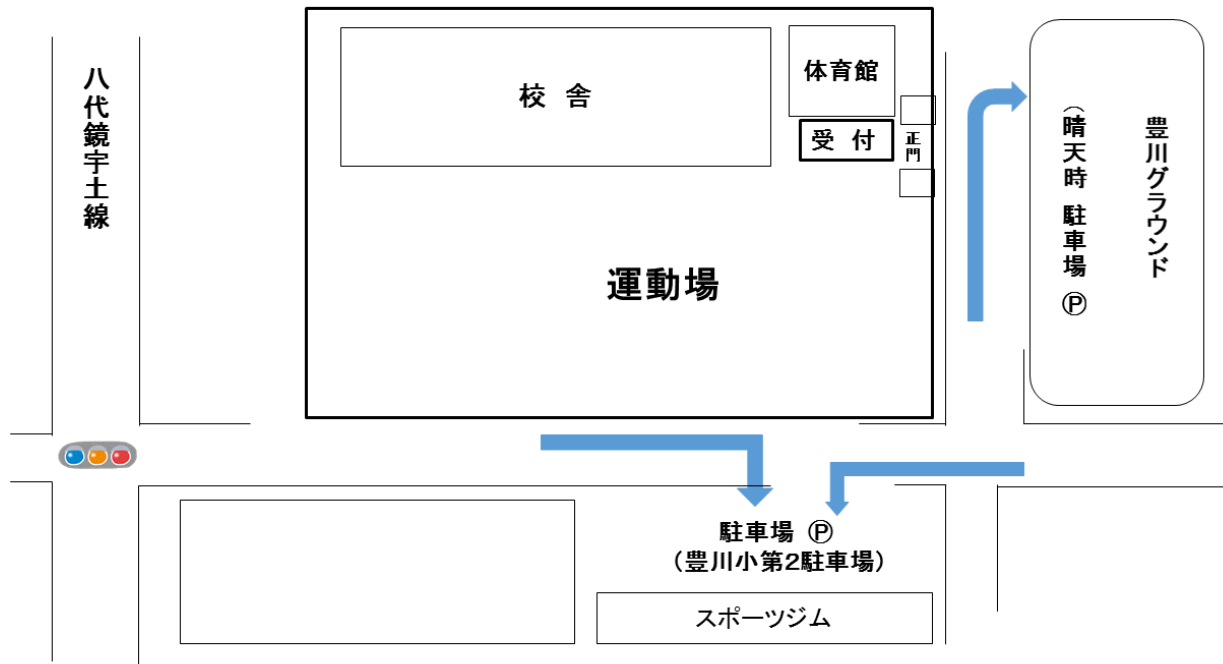 八代鏡宇土線
校 舎
体育館
受 付
正門
運動場
豊川グラウンド
(晴天時 駐車場 Ⓟ
駐車場 Ⓟ
(豊川小第2駐車場)
スポーツジム